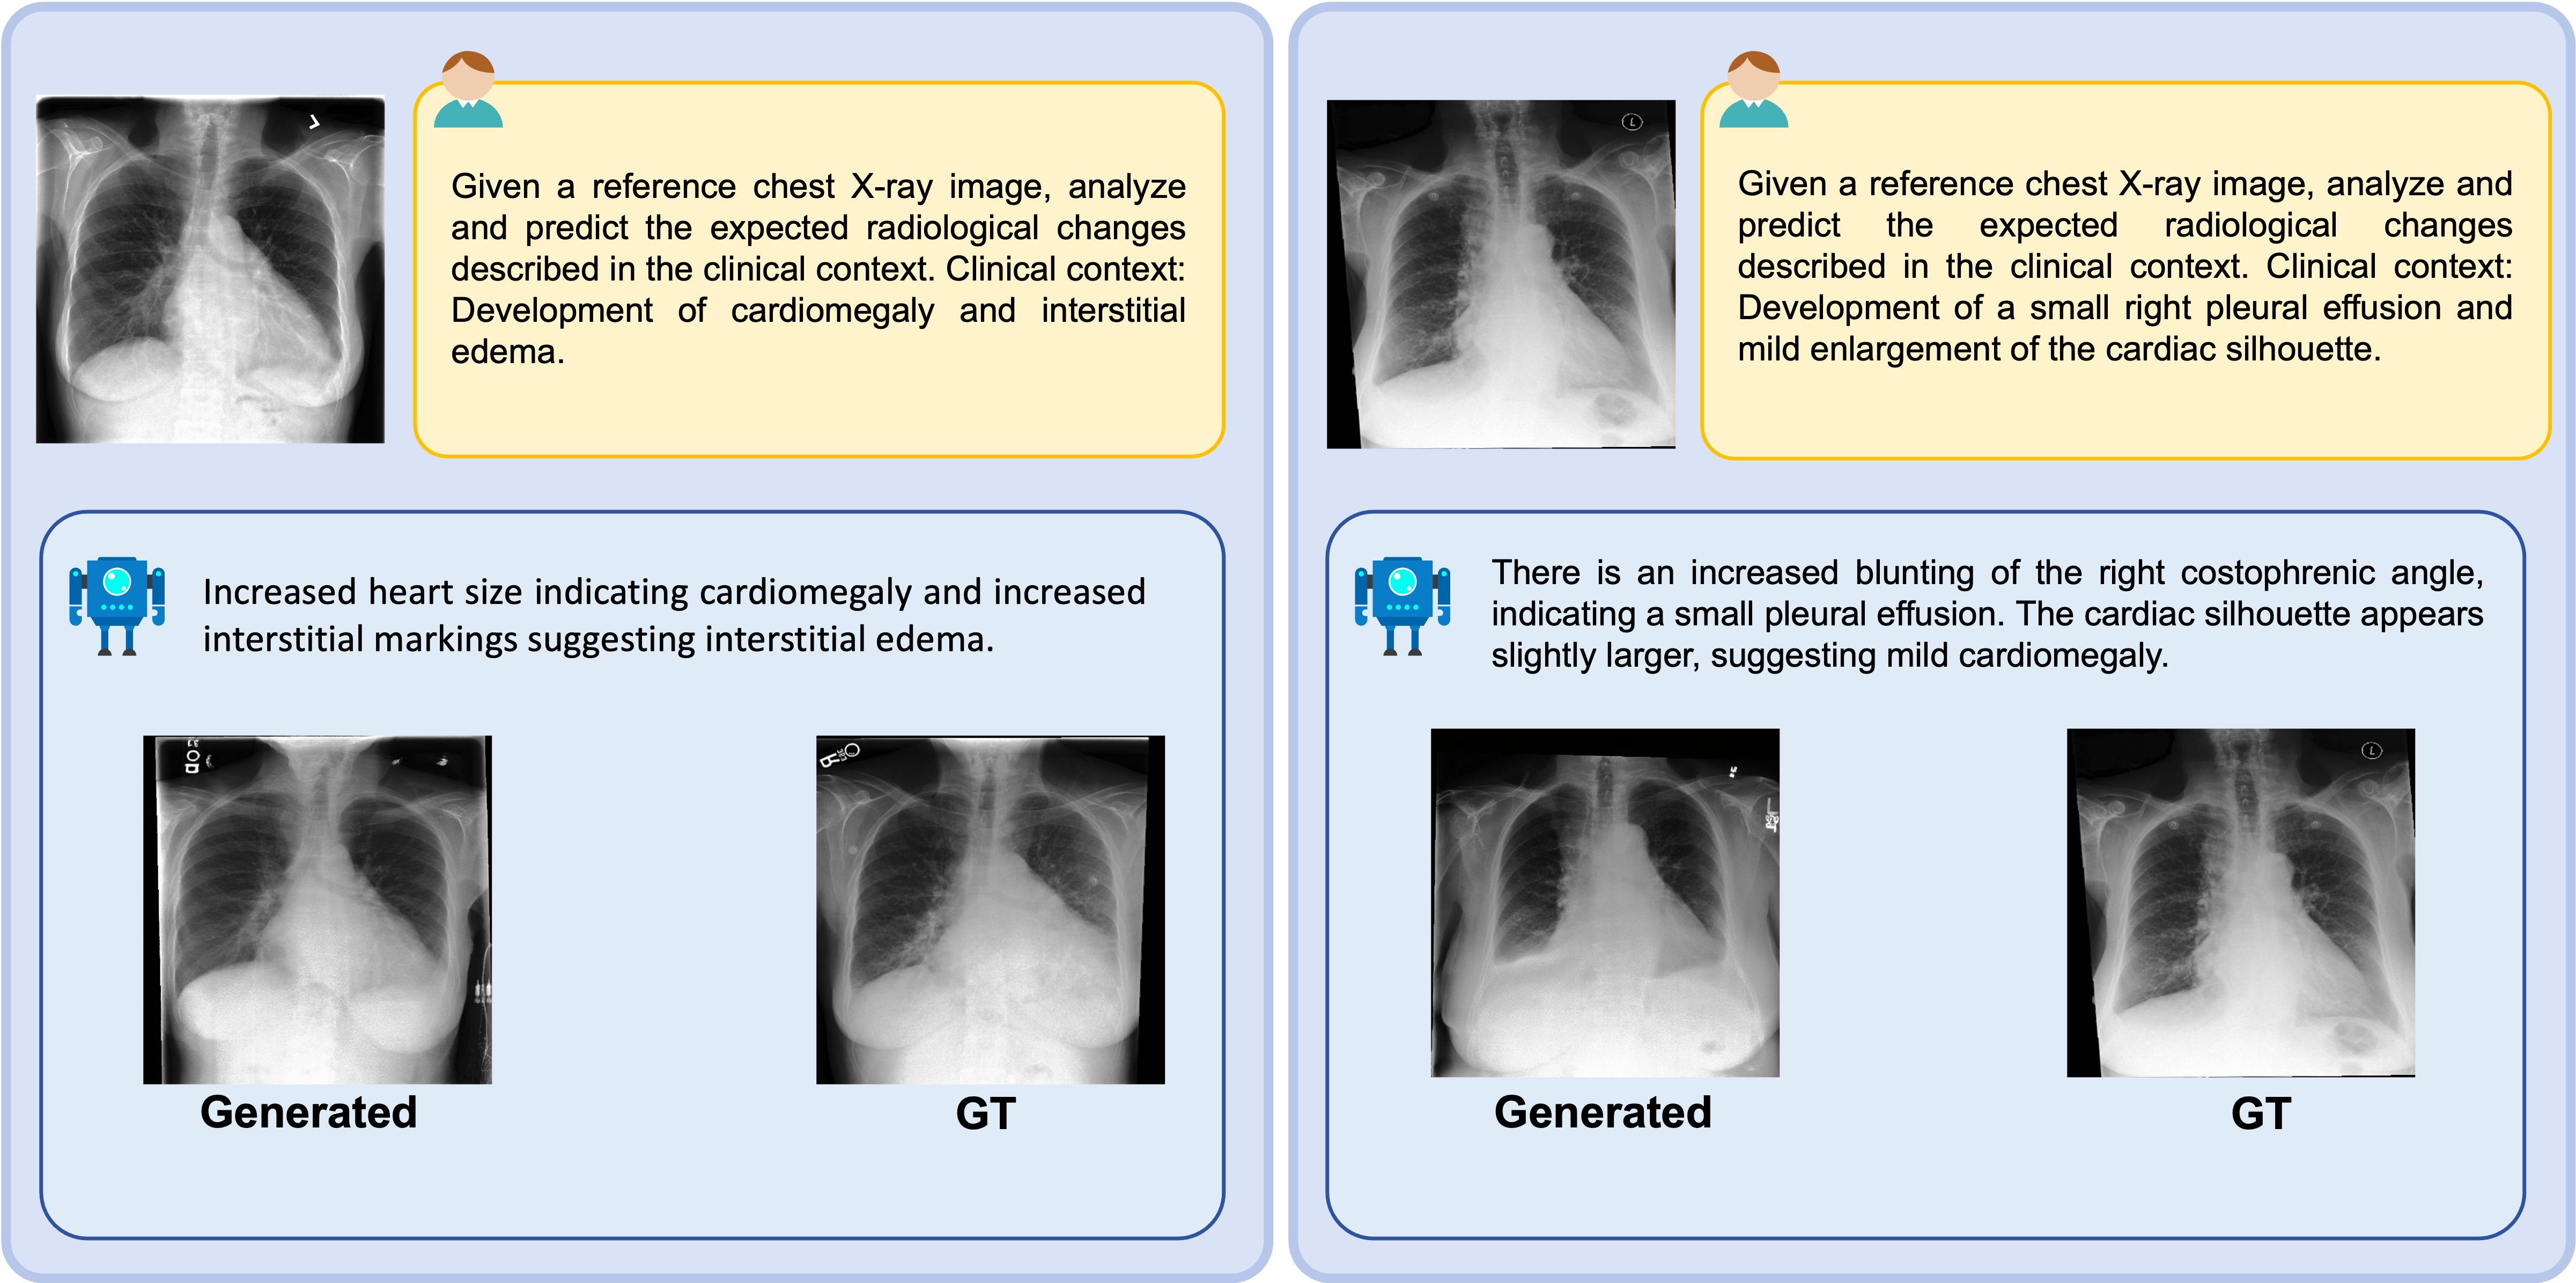 Given a reference chest X-ray image, analyze
and predict the expected radiological changes
described in the clinical context. Clinical context:
Development of cardiomegaly and interstitial
edema.
Increased heart size indicating cardiomegaly and increased
interstitial markings suggesting interstitial edema.
Generated
GT
L
Given a reference chest X-ray image, analyze and
predict the expected radiological changes
described in the clinical context. Clinical context:
Development of a small right pleural effusion and
mild enlargement of the cardiac silhouette.
There is an increased blunting of the right costophrenic angle,
indicating a small pleural effusion. The cardiac silhouette appears
slightly larger, suggesting mild cardiomegaly.
L
Generated
GT